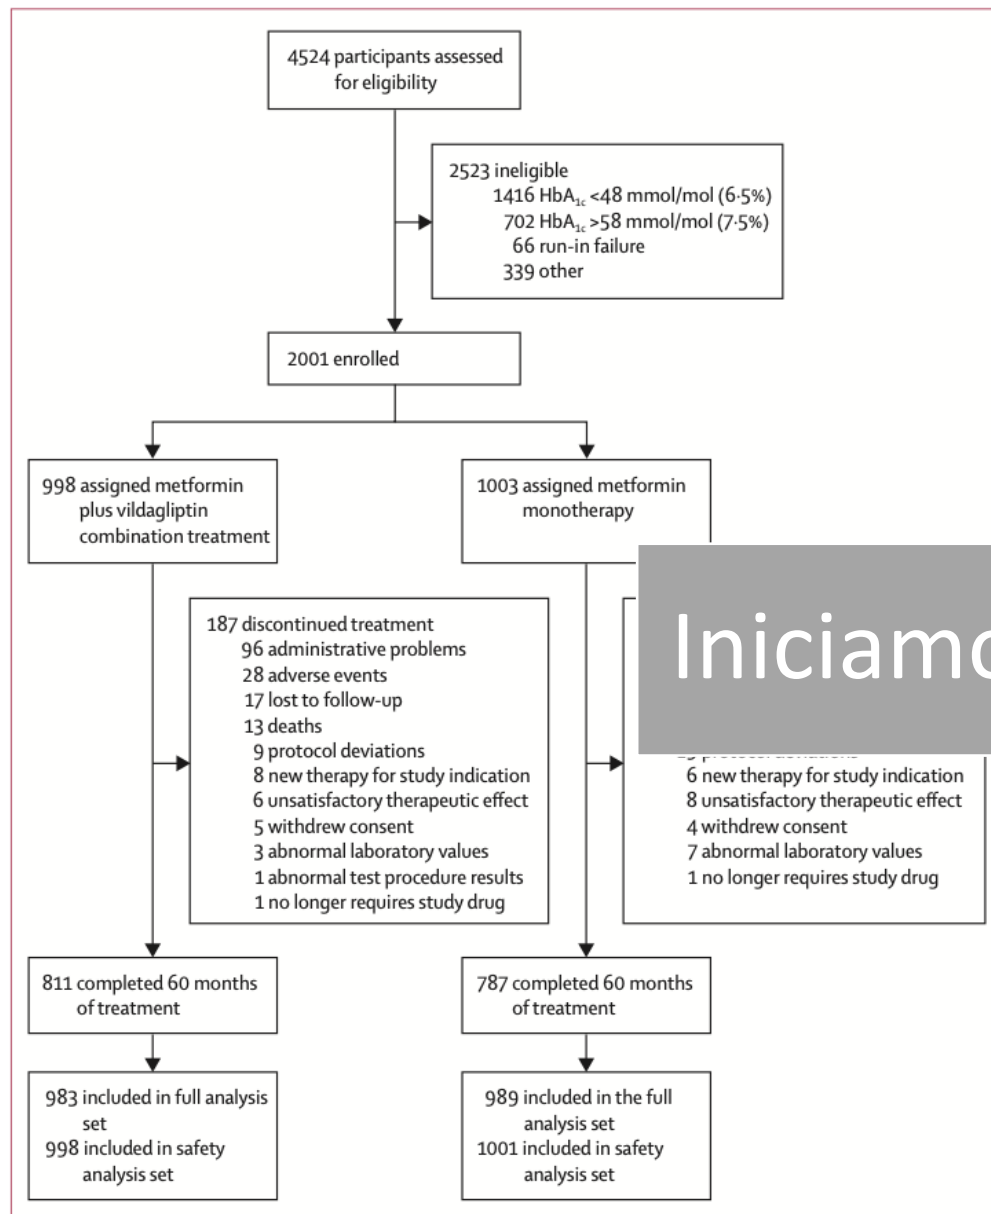 4524 participants assessed
for eligibility
2523 ineligible
1416 HbA1c <48 mmol/mol (6·5%)
702 HbA1c >58 mmol/mol (7·5%)
66 run-in failure
339 other
2001 enrolled
998 assigned metformin
plus vildagliptin
combination treatment
1003 assigned metformin
monotherapy
187 discontinued treatment
96 administrative problems
28 adverse events
17 lost to follow-up
13 deaths
9 protocol deviations
8 new therapy for study indication
6 unsatisfactory therapeutic effect
5 withdrew consent
3 abnormal laboratory values
1 abnormal test procedure results
1 no longer requires study drug
Iniciamo
6 new therapy for study indication
8 unsatisfactory therapeutic effect
4 withdrew consent
7 abnormal laboratory values
1 no longer requires study drug
811 completed 60 months
of treatment
787 completed 60 months
of treatment
983 included in full analysis
set
998 included in safety
analysis set
989 included in the full
analysis set
1001 included in safety
analysis set